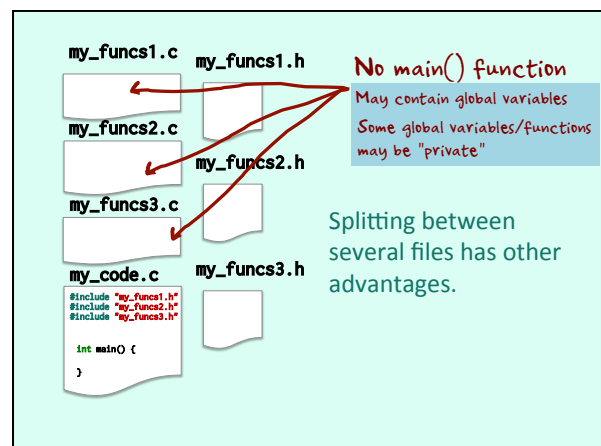 my_funcs1.c
my_funcs1.h
No main() function
May contain global variables
Some global variables/functions
may be "private"
my_funcs2.c
my_funcs2.h
my_funcs3.c
Splitting between
several files has other
advantages.
my_code.c
my_funcs3.h
#include "my_funcs1.h"
#include "my_funcs2.h"
#include "my_funcs3.h"
int main() {
}